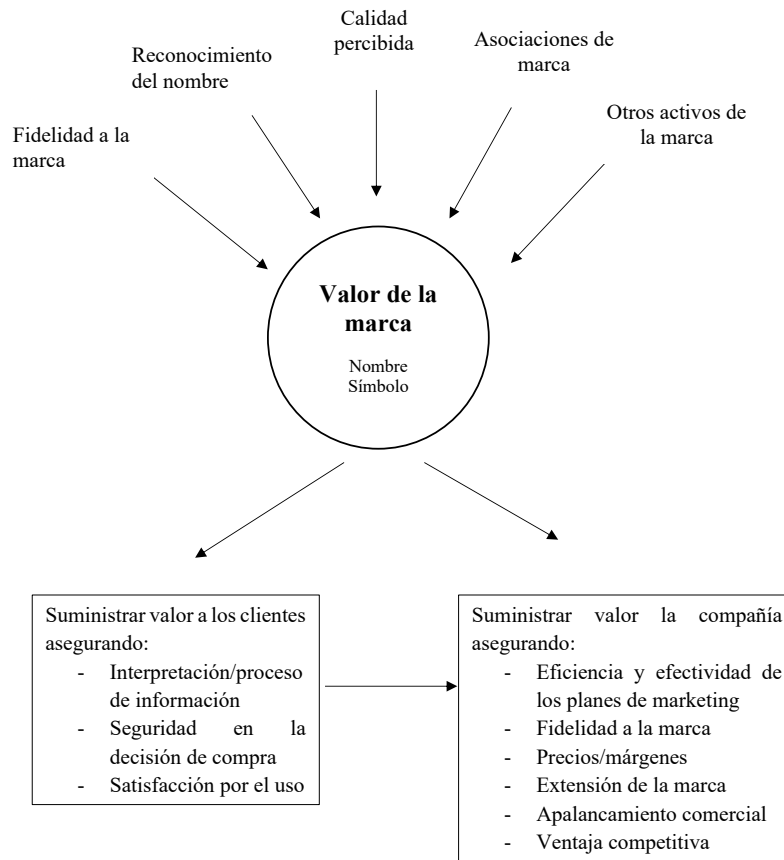 Calidad
percibida
Asociaciones de
marca
Reconocimiento
del nombre
Otros activos de
la marca
Fidelidad a la
marca
Valor de la
marca
Nombre
Símbolo
Suministrar valor a los clientes
asegurando:
- Interpretación/proceso
de información
- Seguridad en la
decisión de compra
- Satisfacción por el uso
Suministrar valor la compañía
asegurando:
- Eficiencia y efectividad de
los planes de marketing
- Fidelidad a la marca
- Precios/márgenes
- Extensión de la marca
- Apalancamiento comercial
- Ventaja competitiva